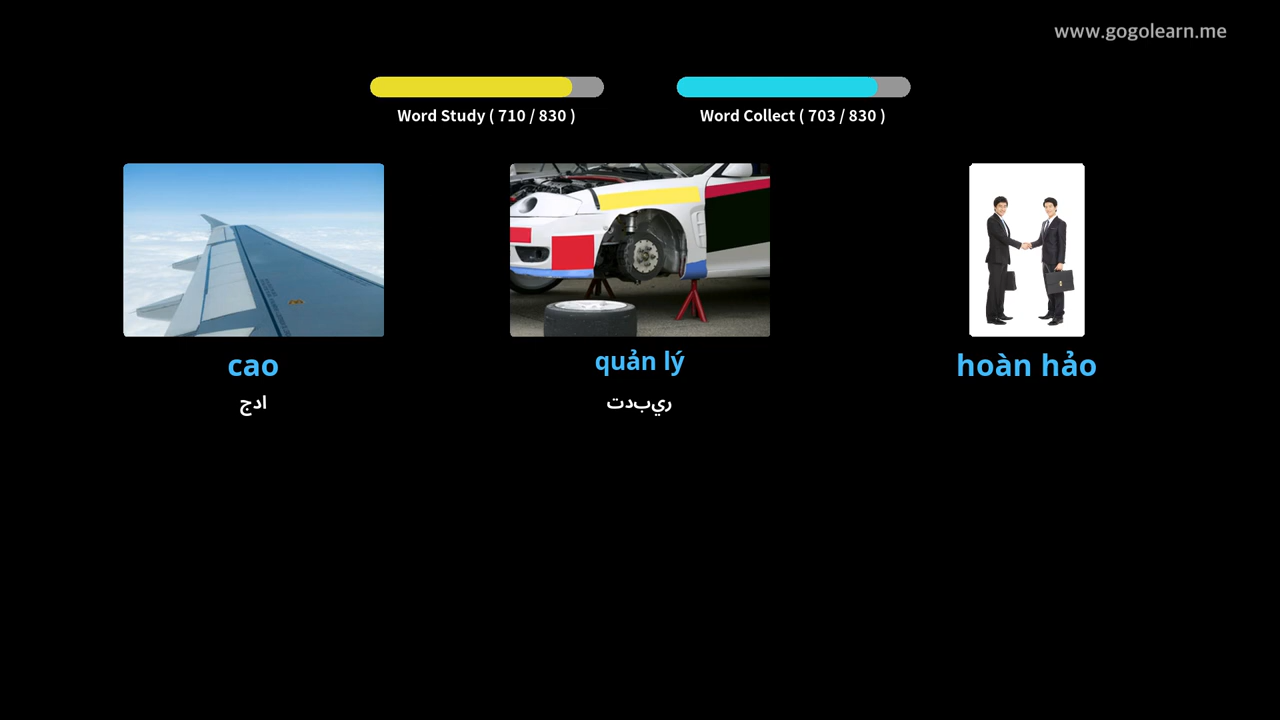 www.gogolearn.me
Word Study ( 710 / 830 )
Word Collect ( 703 / 830 )
cao
ادج
quản lý
ريبدت
hoàn hảo